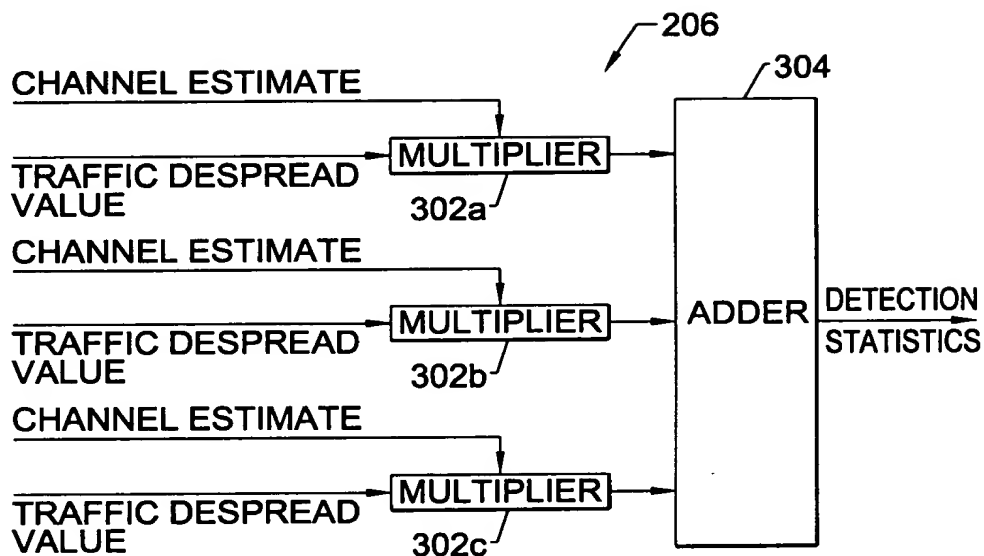 206
304
CHANNEL ESTIMATE
MULTIPLIER
TRAFFIC DESPREAD
VALUE
302a
CHANNEL ESTIMATE
MULTIPLIER
TRAFFIC DESPREAD
VALUE
302b
ADDER
DETECTION
STATISTICS
CHANNEL ESTIMATE
MULTIPLIER
TRAFFIC DESPREAD
VALUE
302c